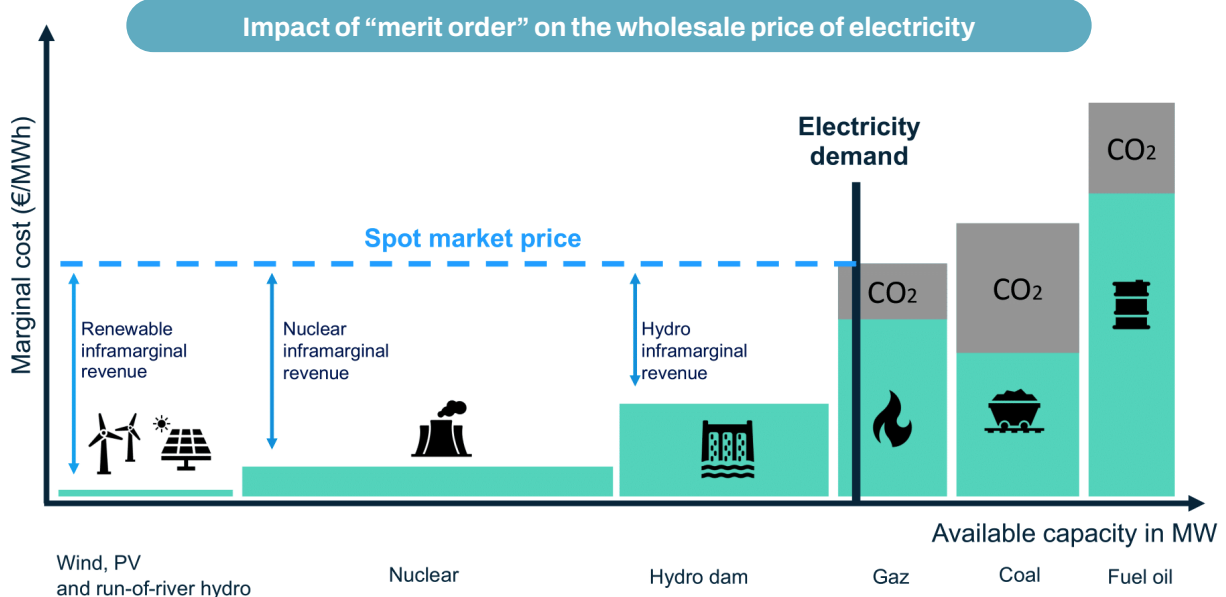 Impact of “merit order” on the wholesale price of electricity
Marginal cost (€/MWh)
Electricity
demand
Spot market price
Renewable
inframarginal
revenue
Nuclear
inframarginal
revenue
Hydro
inframarginal
revenue
CO₂
CO₂
CO₂
Available capacity in MW
Wind, PV
and run-of-river hydro
Nuclear
Hydro dam
Gaz
Coal
Fuel oil